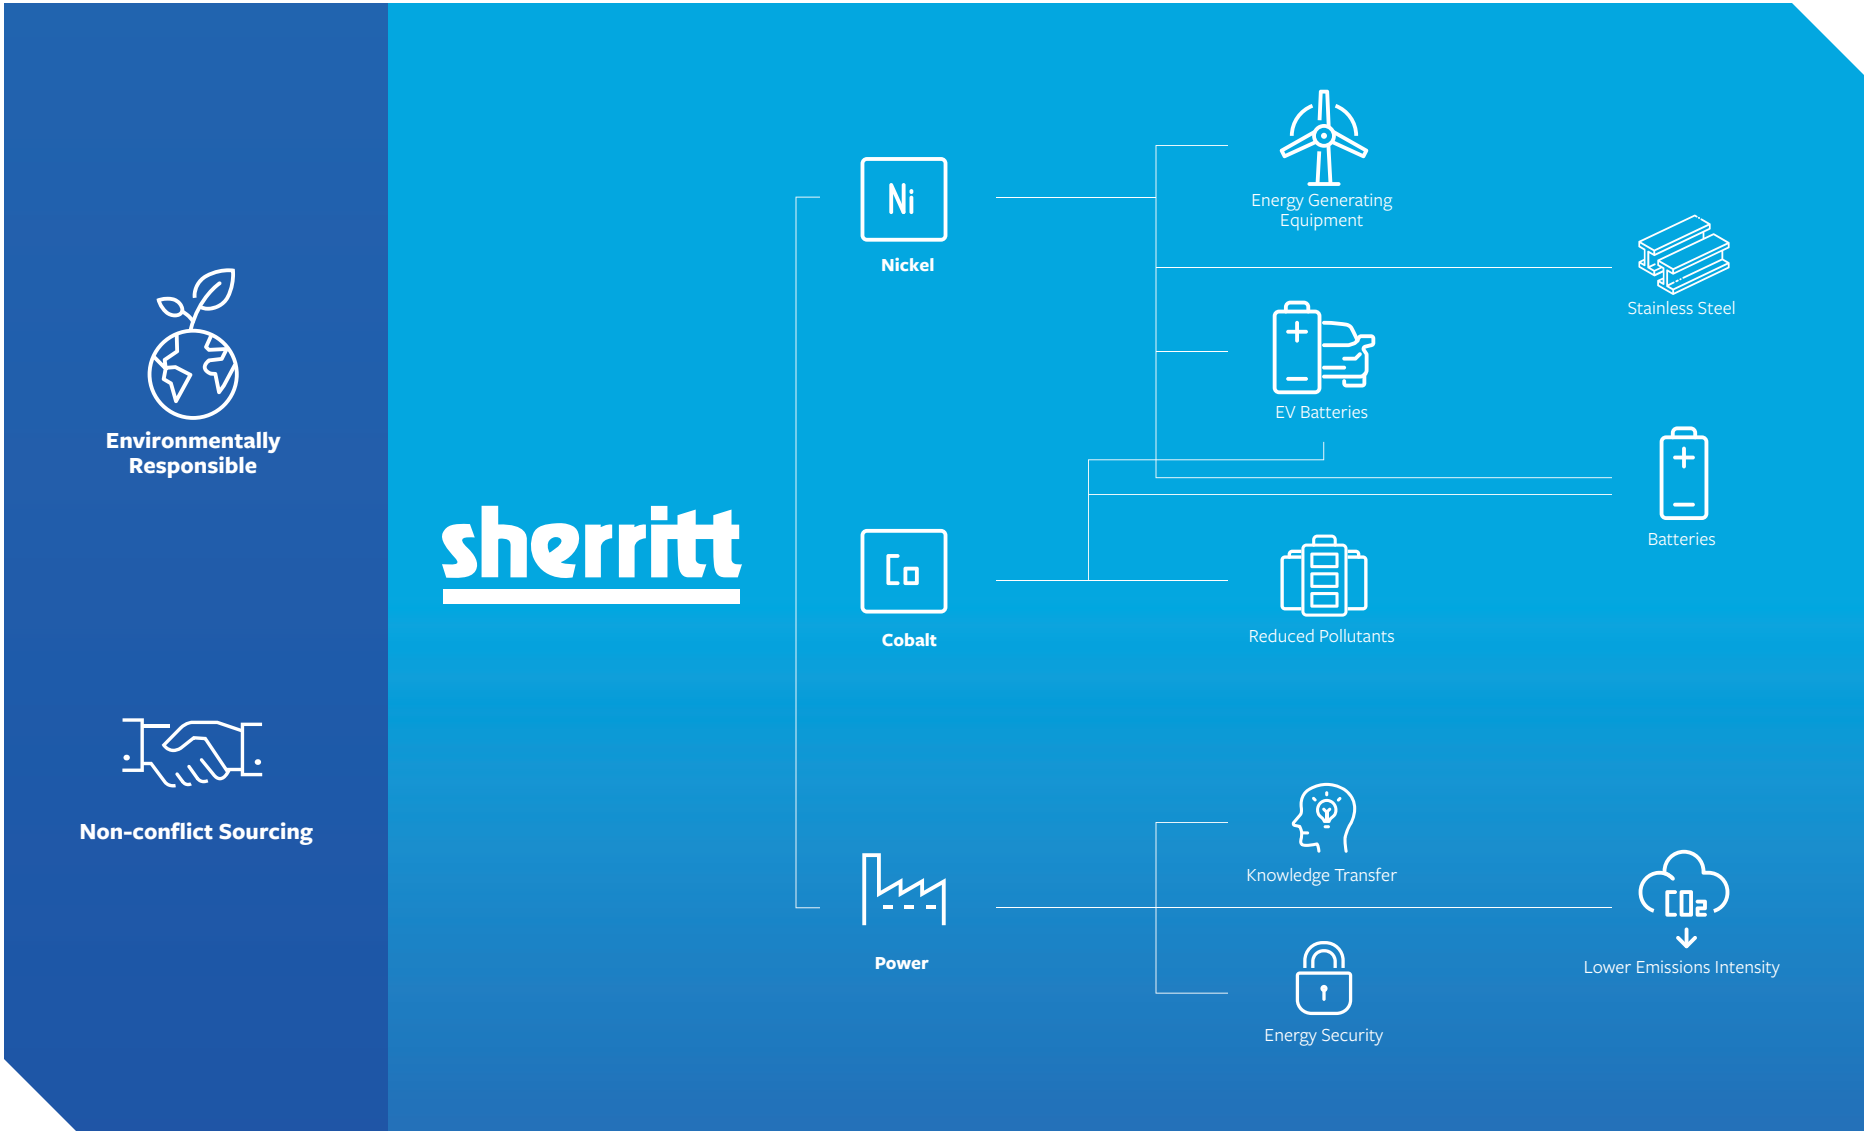 Environmentally
Responsible
Non-conflict Sourcing
sherritt
Ni
Nickel
Co
Cobalt
Power
Energy Generating
Equipment
Stainless Steel
EV Batteries
Batteries
Reduced Pollutants
Knowledge Transfer
CO₂
Lower Emissions Intensity
Energy Security